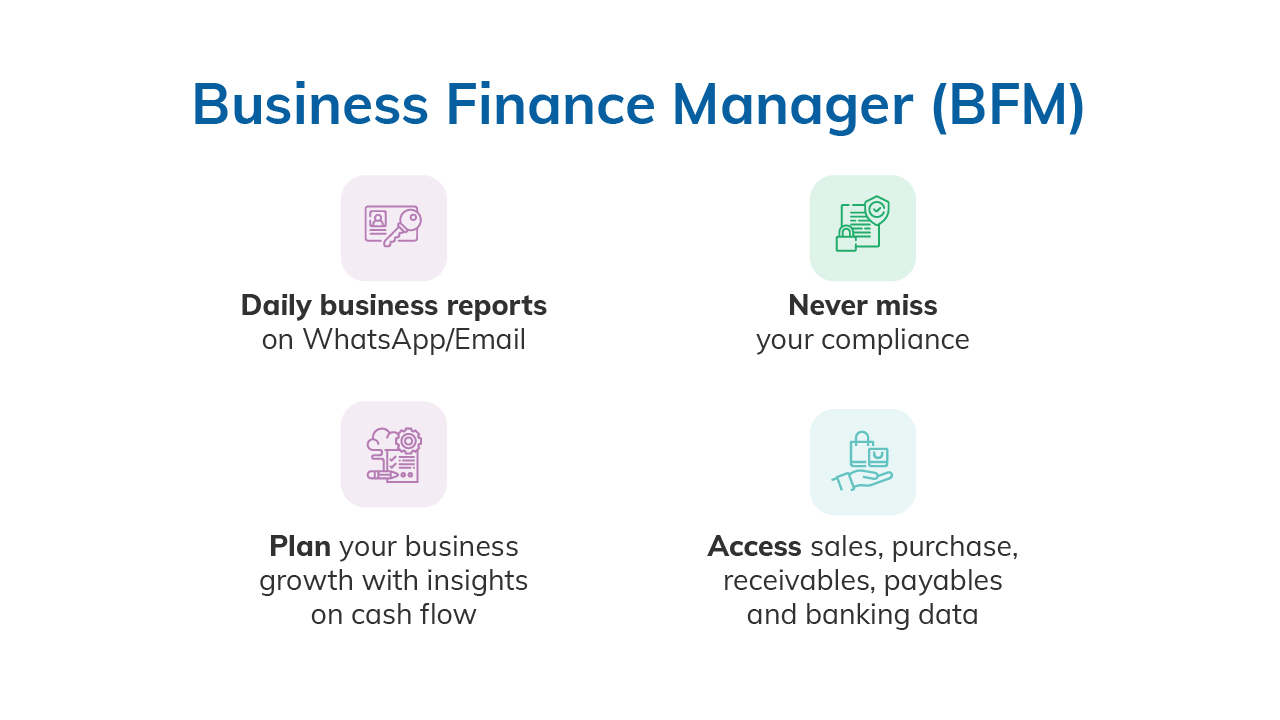 Business Finance Manager (BFM)
Daily business reports
on WhatsApp/Email
Never miss
your compliance
Plan your business
growth with insights
on cash flow
Access sales, purchase,
receivables, payables
and banking data